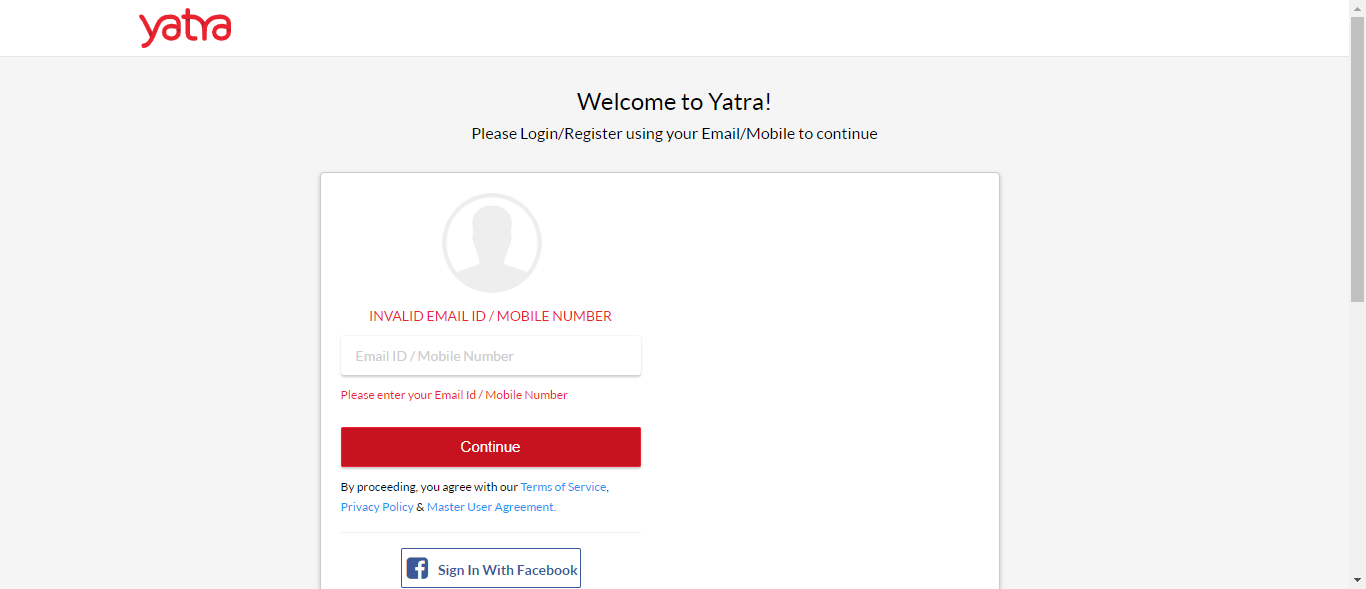 yatra
Welcome to Yatra!
Please Login/Register using your Email/Mobile to continue
INVALID EMAIL ID / MOBILE NUMBER
Email ID / Mobile Number
Please enter your Email Id / Mobile Number
Continue
By proceeding, you agree with our Terms of Service,
Privacy Policy & Master User Agreement.
Sign In With Facebook